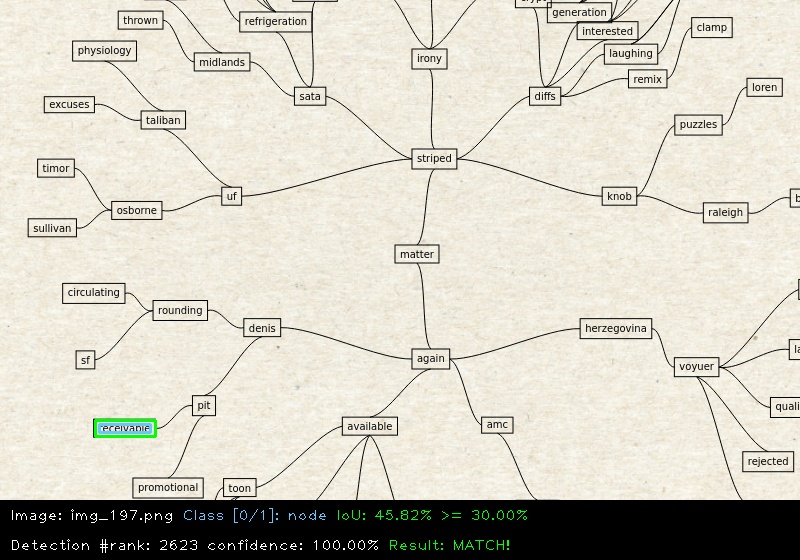 generation
thrown
refrigeration
clamp
interested
physiology
laughing
irony
midlands
remix
loren
sata
diffs
excuses
taliban
puzzles
striped
timor
uf
knob
osborne
raleigh
sullivan
matter
circulating
rounding
denis
herzegovina
sf
again
voyuer
pit
quali
available
amc
receivable
rejected
promotional
toon
Image: img_197.png Class [0/1]: node IoU: 45.82% >= 30.00%
Detection #rank: 2623 confidence: 100.00% Result: MATCH!